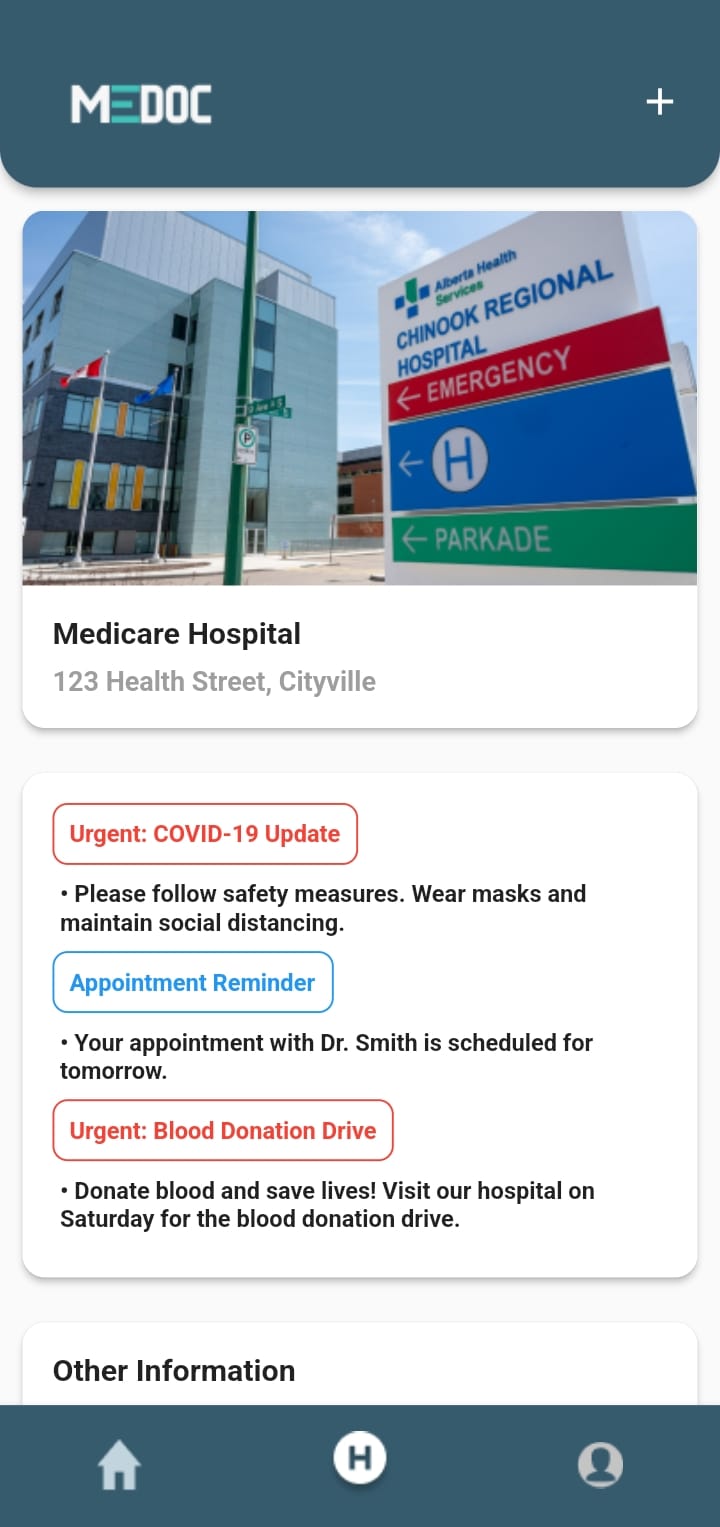 MEDOC
+
Alberta Health
Services
CHINOOK REGIONAL
HOSPITAL
← EMERGENCY
← H
← PARKADE
P
Medicare Hospital
123 Health Street, Cityville
Urgent: COVID-19 Update
• Please follow safety measures. Wear masks and
maintain social distancing.
Appointment Reminder
• Your appointment with Dr. Smith is scheduled for
tomorrow.
Urgent: Blood Donation Drive
• Donate blood and save lives! Visit our hospital on
Saturday for the blood donation drive.
Other Information
H